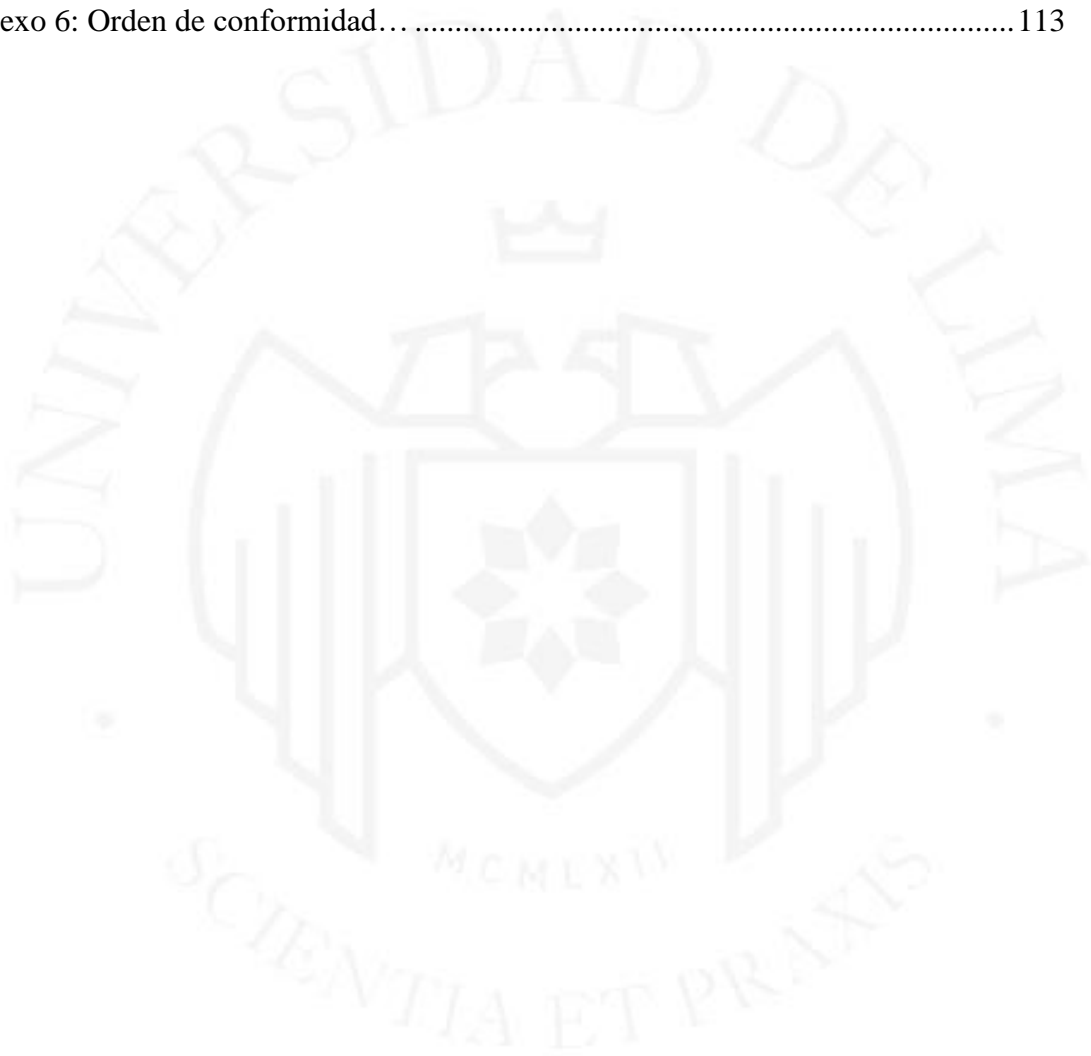 exo 6: Orden de conformidad… ........................................................................... 113
UNIVERSIDAD DE LIMA
MCMLXII
SCIENTIA ET PRAXIS